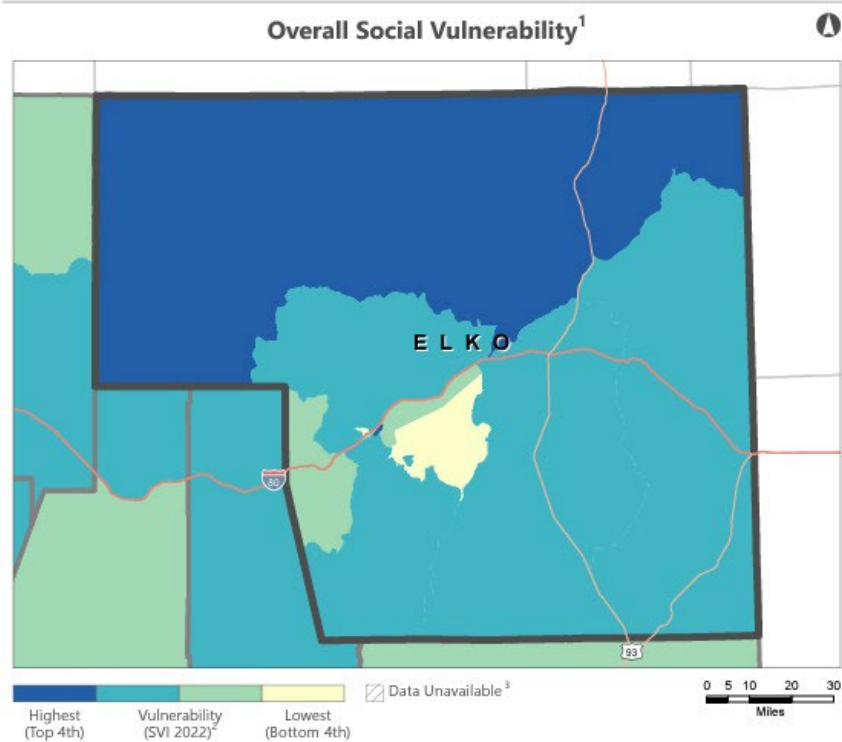 Overall Social Vulnerability¹
ELKO
80
93
Data Unavailable³
Highest
(Top 4th)
Vulnerability
(SVI 2022)²
Lowest
(Bottom 4th)
0 5 10 20 30
Miles